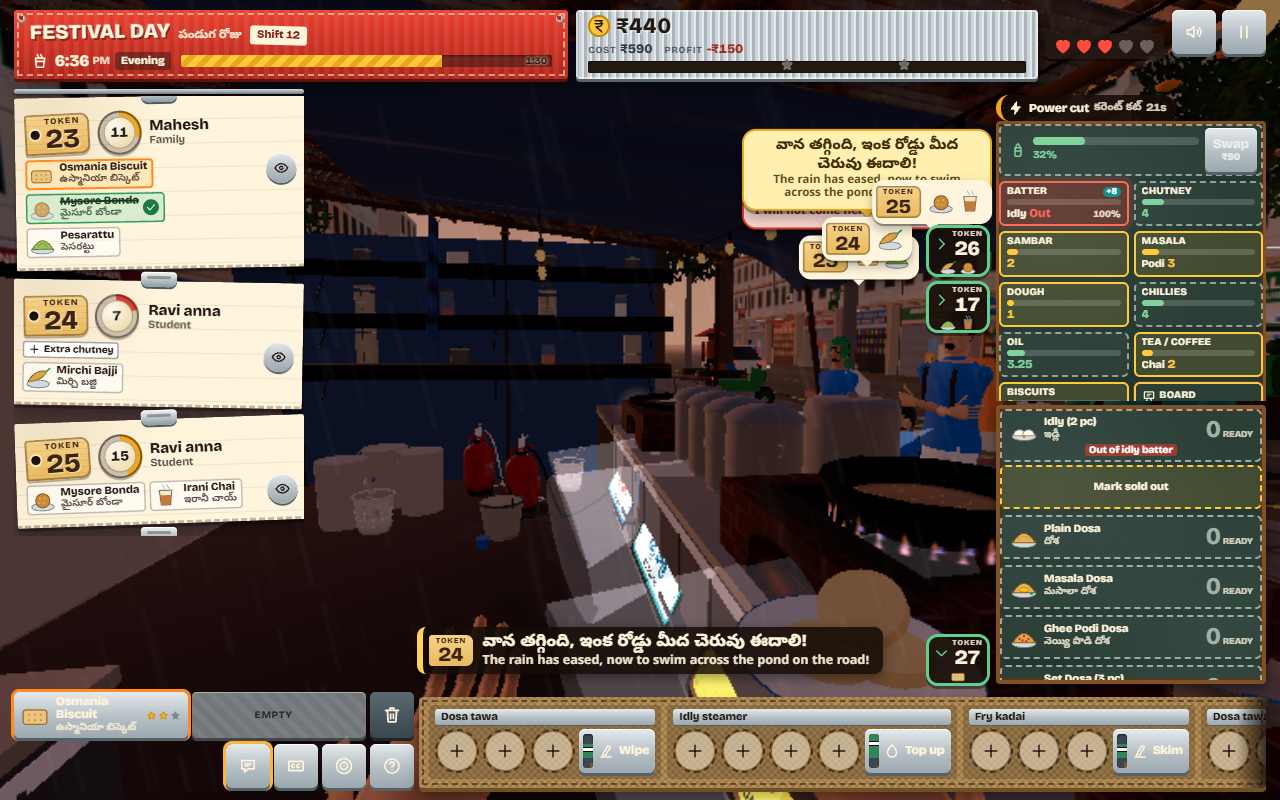 FESTIVAL DAY పండుగ రోజు Shift 12
6:36 PM Evening 1:30
₹ ₹440
COST ₹590 PROFIT -₹150
TOKEN 23 11 Mahesh
Family
Osmania Biscuit
ఉస్మానియా బిస్కెట్
Mysore Bonda
మైసూర్ బోండా
Pesarattu
పెసరట్టు
TOKEN 24 7 Ravi anna
Student
+ Extra chutney
Mirchi Bajji
మిర్చి బజ్జీ
TOKEN 25 15 Ravi anna
Student
Mysore Bonda
మైసూర్ బోండా
Irani Chai
ఇరానీ చాయ్
వాన తగ్గింది, ఇంక రోడ్డు మీద
చెరువు ఈదాలి!
The rain has eased, now to swim
across the pond
TOKEN
25
TOKEN
24
TOKEN
26
TOKEN
17
TOKEN
27
TOKEN
24
వాన తగ్గింది, ఇంక రోడ్డు మీద చెరువు ఈదాలి!
The rain has eased, now to swim across the pond on the road!
Power cut కరెంట్ కట్ 21s
32%
Swap
₹90
BATTER +8
Idly Out 100%
CHUTNEY
4
SAMBAR
2
MASALA
Podi 3
DOUGH
1
CHILLIES
4
OIL
3.25
TEA / COFFEE
Chai 2
BISCUITS
BOARD
Idly (2 pc)
ఇడ్లీ
0 READY
Out of idly batter
Mark sold out
Plain Dosa
దోశ
0 READY
Masala Dosa
మసాలా దోశ
0 READY
Ghee Podi Dosa
నెయ్యి పొడి దోశ
0 READY
Set Dosa (3 pc)
Osmania
Biscuit
ఉస్మానియా బిస్కెట్
EMPTY
CC
?
Dosa tawa
Wipe
Idly steamer
Top up
Fry kadai
Skim
Dosa tawa